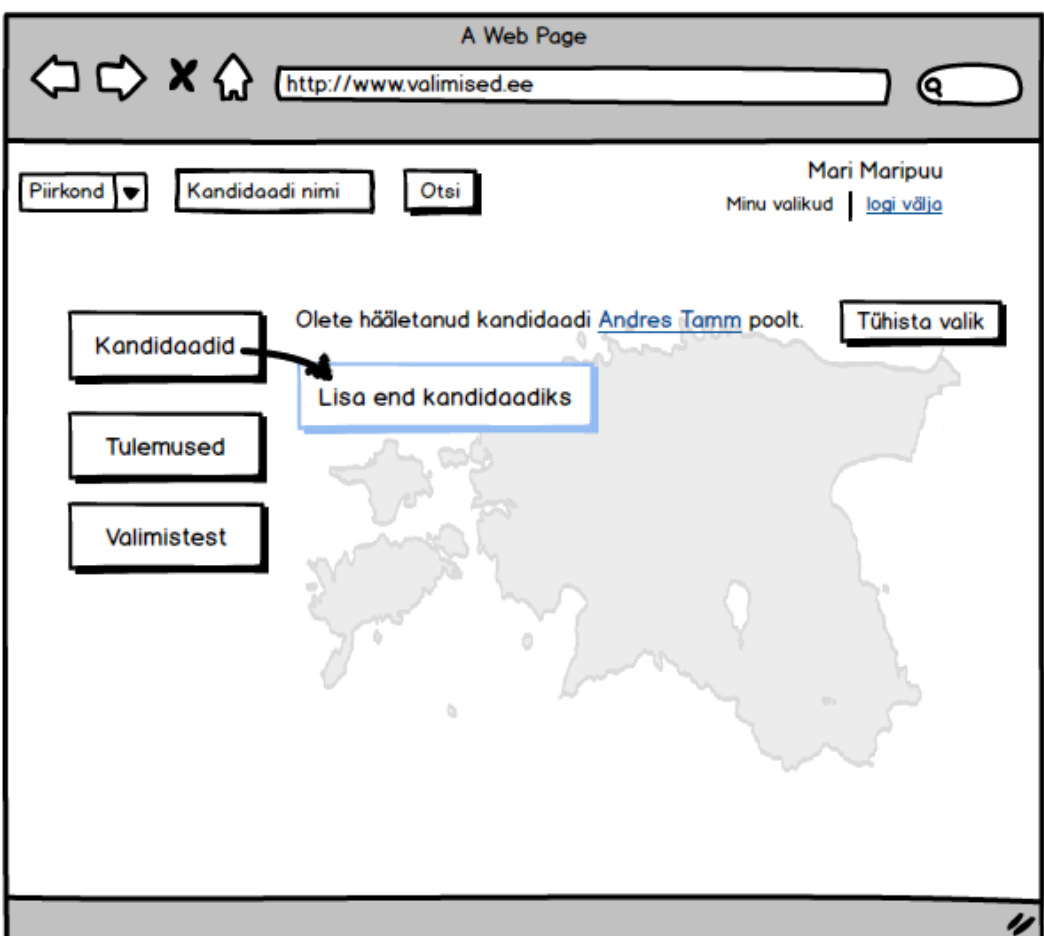 A Web Page
http://www.valimised.ee
Mari Maripuu
Piirkond Kandidaadi nimi Otsi
Minu valikud logi välja
Olete hääletanud kandidaadi Andres Tamm poolt. Tühista valik
Kandidaadid
Lisa end kandidaadiks
Tulemused
Valimistest